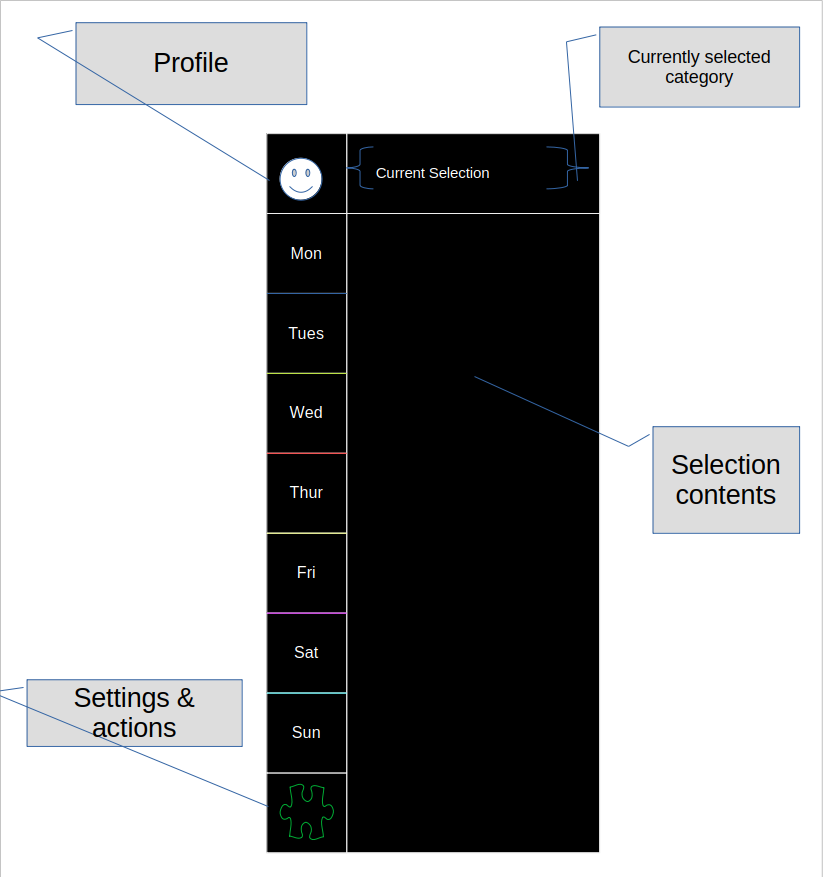 Profile
Currently selected
category
Current Selection
Mon
Tues
Wed
Thur
Fri
Sat
Sun
Selection
contents
Settings &
actions